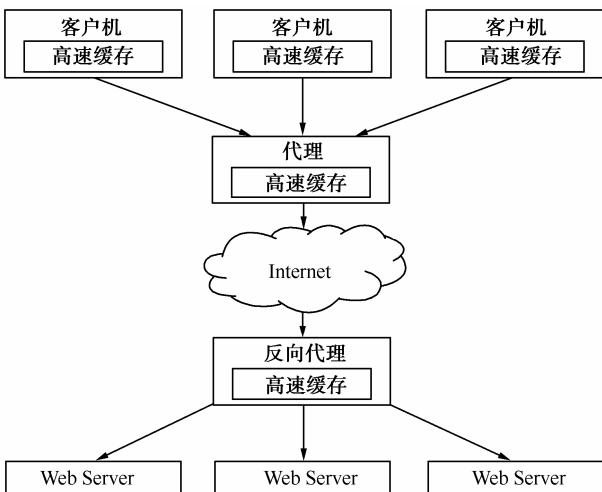 客户机 客户机 客户机
高速缓存 高速缓存 高速缓存
代理
高速缓存
Internet
反向代理
高速缓存
Web Server Web Server Web Server